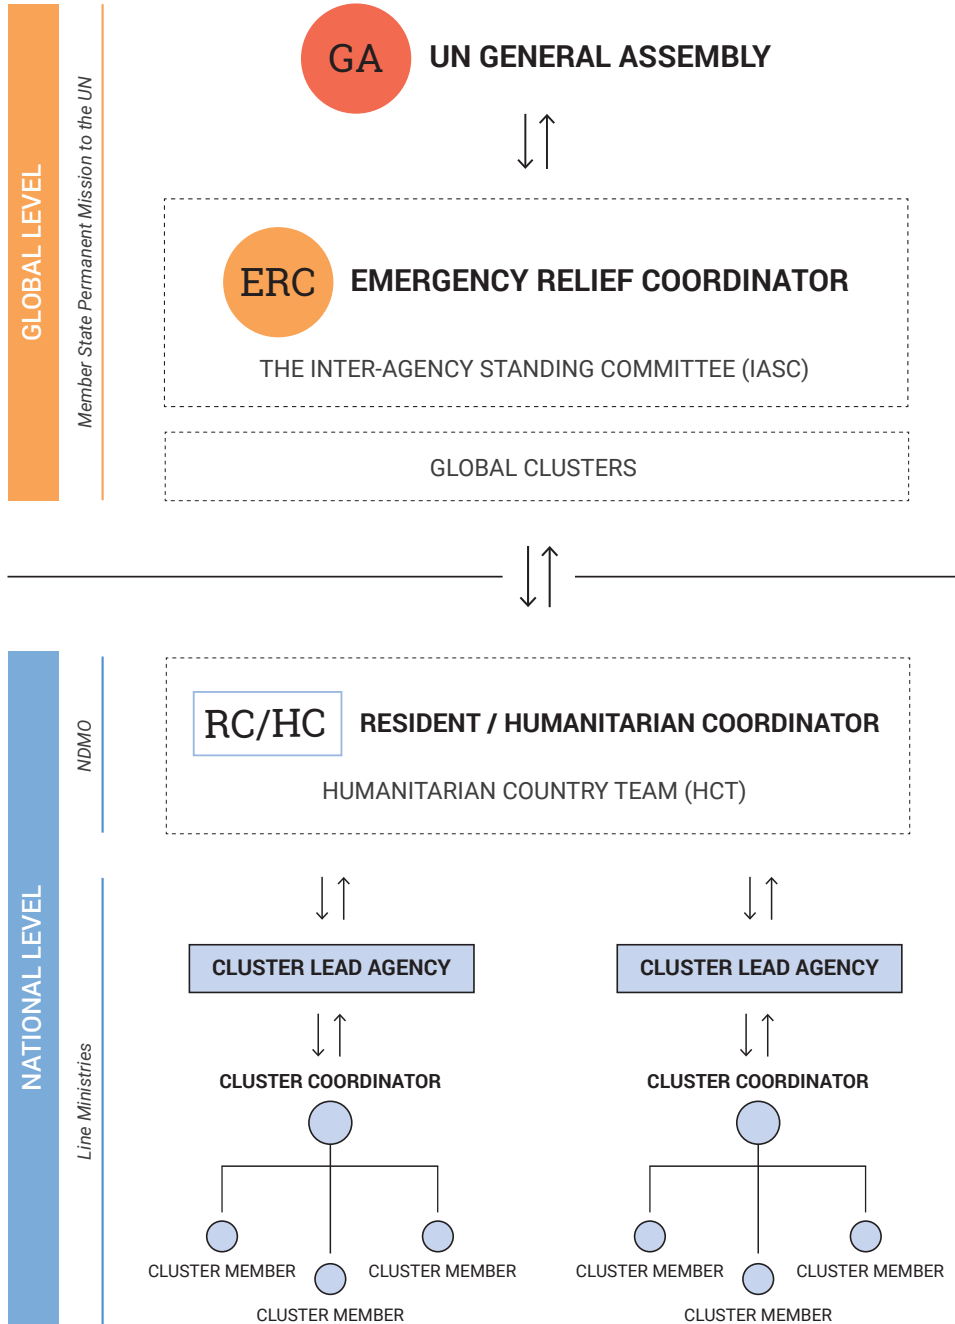 GLOBAL LEVEL
Member State Permanent Mission to the UN
GA
UN GENERAL ASSEMBLY
ERC
EMERGENCY RELIEF COORDINATOR
THE INTER-AGENCY STANDING COMMITTEE (IASC)
GLOBAL CLUSTERS
NATIONAL LEVEL
NDMO
RC/HC
RESIDENT / HUMANITARIAN COORDINATOR
HUMANITARIAN COUNTRY TEAM (HCT)
Line Ministries
CLUSTER LEAD AGENCY
CLUSTER LEAD AGENCY
CLUSTER COORDINATOR
CLUSTER COORDINATOR
CLUSTER MEMBER
CLUSTER MEMBER
CLUSTER MEMBER
CLUSTER MEMBER
CLUSTER MEMBER
CLUSTER MEMBER